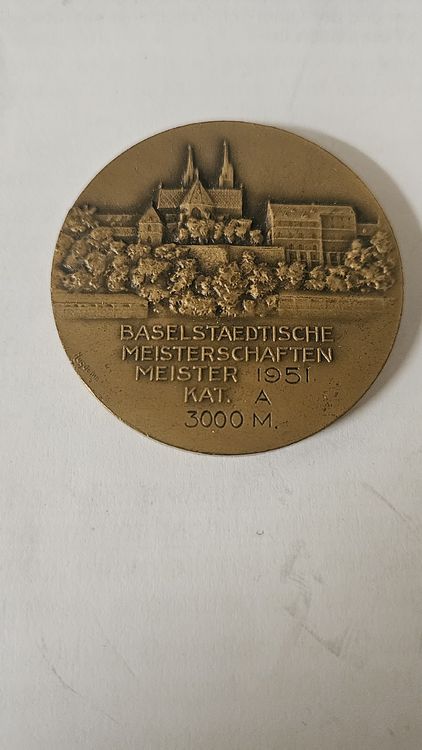 BASELSTAEDTISCHE
MEISTERSCHAFTEN
MEISTER 1951
KAT. A
3000 M.